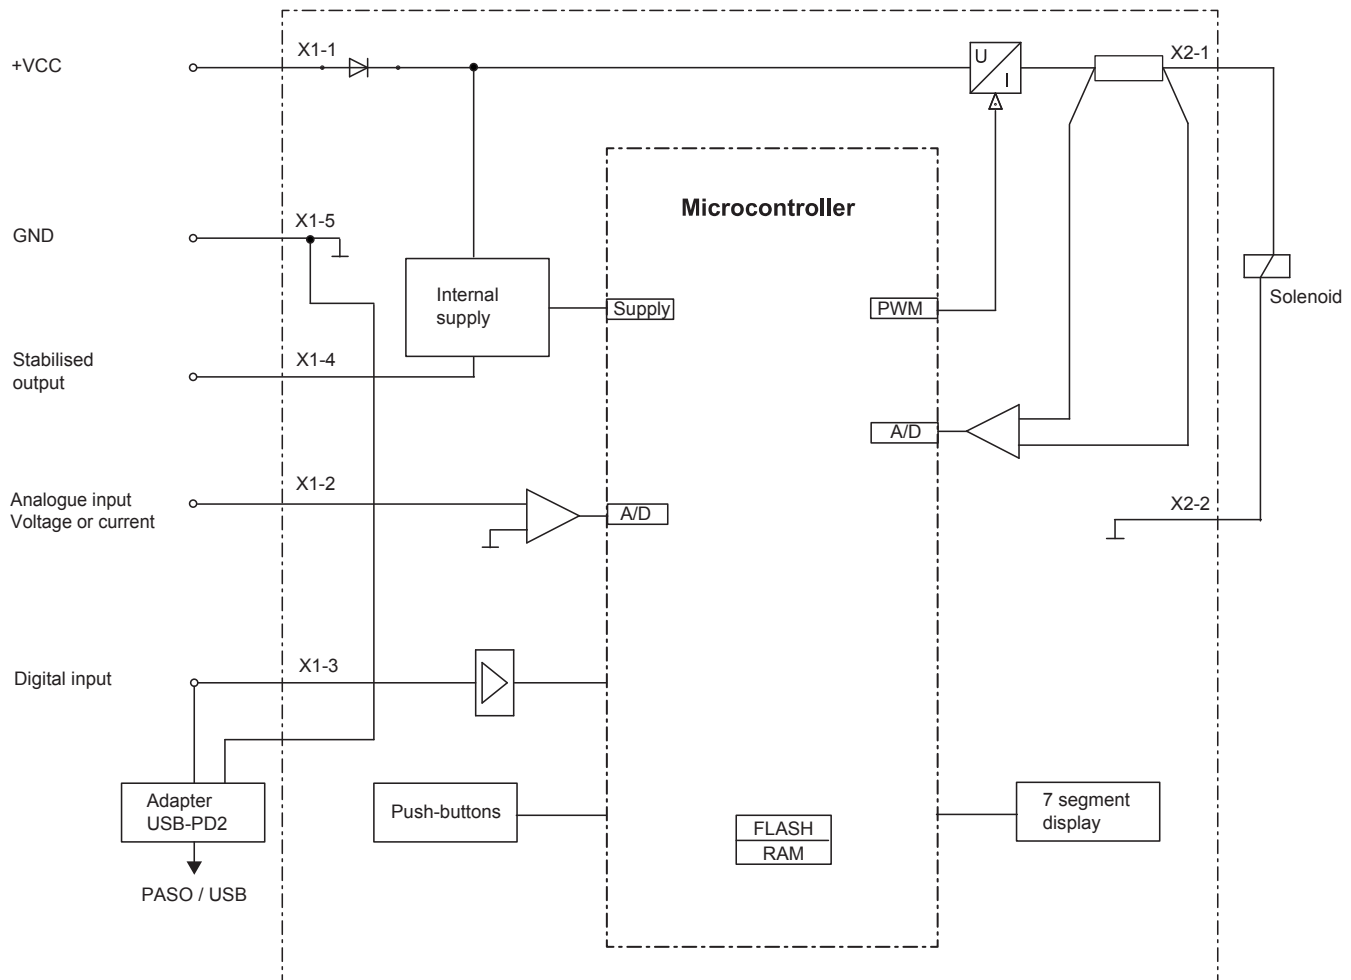 X1-1
X2-1
+VCC
U
I
Microcontroller
X1-5
GND
Internal
supply
Supply
PWM
Solenoid
Stabilised
output
X1-4
A/D
X1-2
X2-2
Analogue input
Voltage or current
A/D
X1-3
Digital input
Adapter
USB-PD2
Push-buttons
7 segment
display
FLASH
RAM
PASO / USB